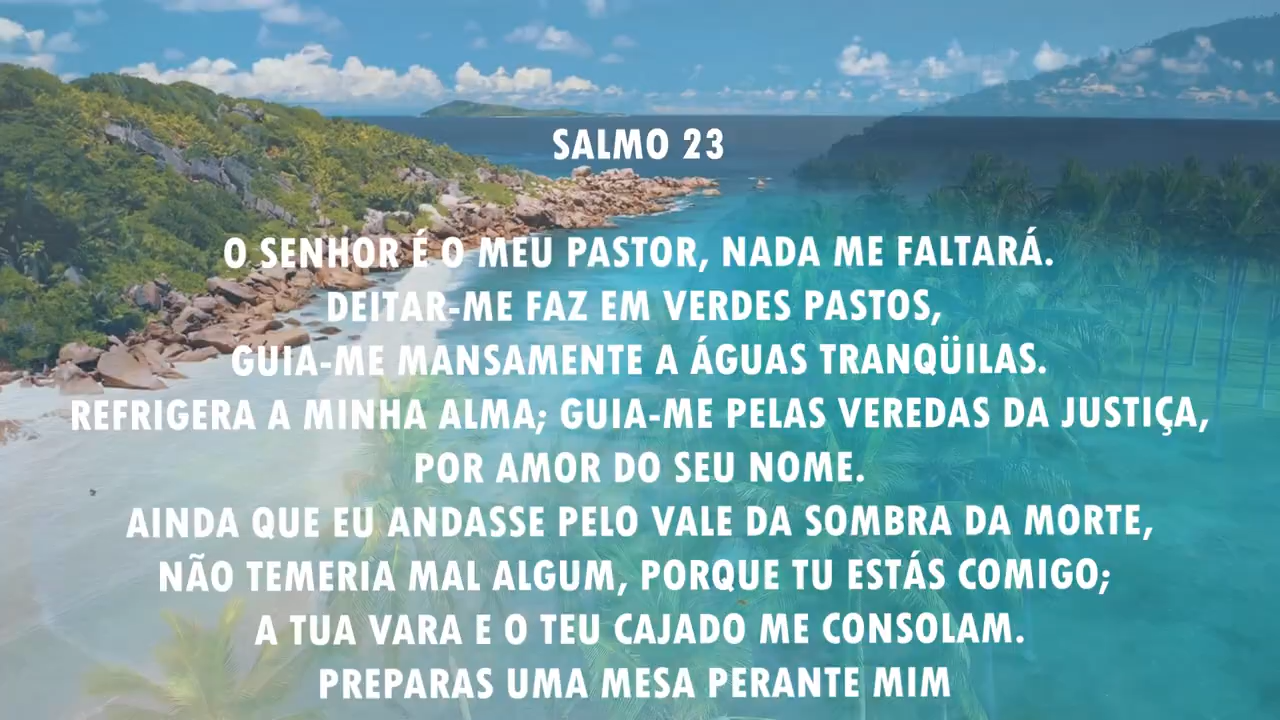 SALMO 23
O SENHOR É O MEU PASTOR, NADA ME FALTARÁ.
DEITAR-ME FAZ EM VERDES PASTOS,
GUIA-ME MANSAMENTE A ÁGUAS TRANQÜILAS.
REFRIGERA A MINHA ALMA; GUIA-ME PELAS VEREDAS DA JUSTIÇA,
POR AMOR DO SEU NOME.
AINDA QUE EU ANDASSE PELO VALE DA SOMBRA DA MORTE,
NÃO TEMERIA MAL ALGUM, PORQUE TU ESTÁS COMIGO;
A TUA VARA E O TEU CAJADO ME CONSOLAM.
PREPARAS UMA MESA PERANTE MIM